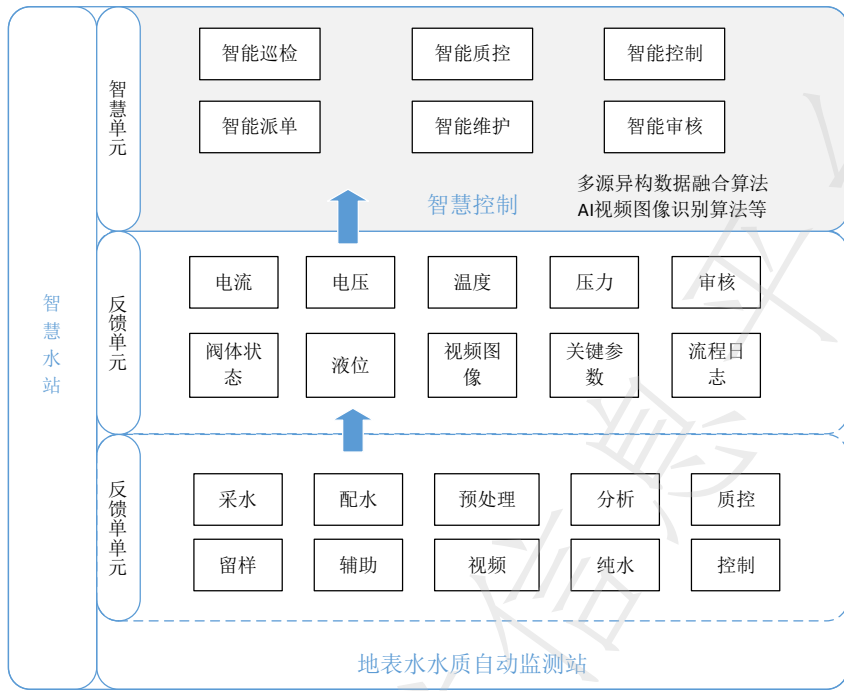 智慧水站
智慧单元
智能巡检 智能质控 智能控制
智能派单 智能维护 智能审核
多源异构数据融合算法
智慧控制
AI视频图像识别算法等
反馈单元
电流 电压 温度 压力 审核
阀体状态 液位 视频图像 关键参数 流程日志
反馈单单元
采水 配水 预处理 分析 质控
留样 辅助 视频 纯水 控制
地表水水质自动监测站
信息平